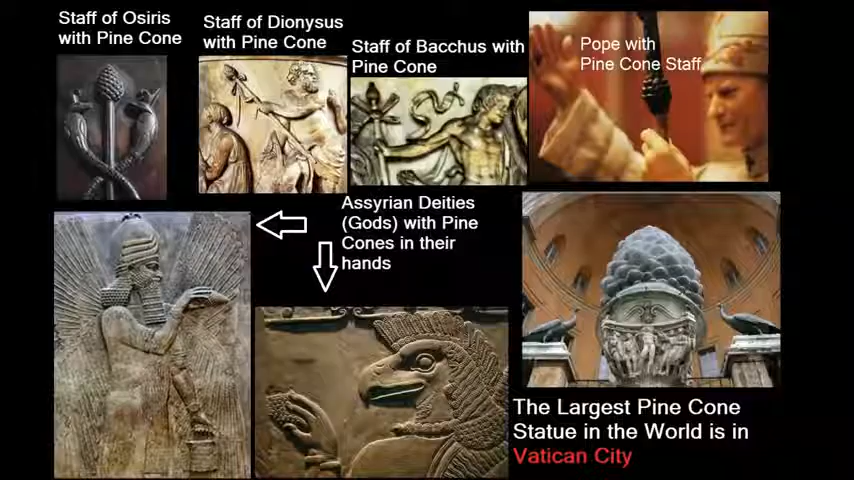 Staff of Osiris
with Pine Cone
Staff of Dionysus
with Pine Cone
Staff of Bacchus with
Pine Cone
Pope with
Pine Cone Staff
Assyrian Deities
(Gods) with Pine
Cones in their
hands
The Largest Pine Cone
Statue in the World is in
Vatican City